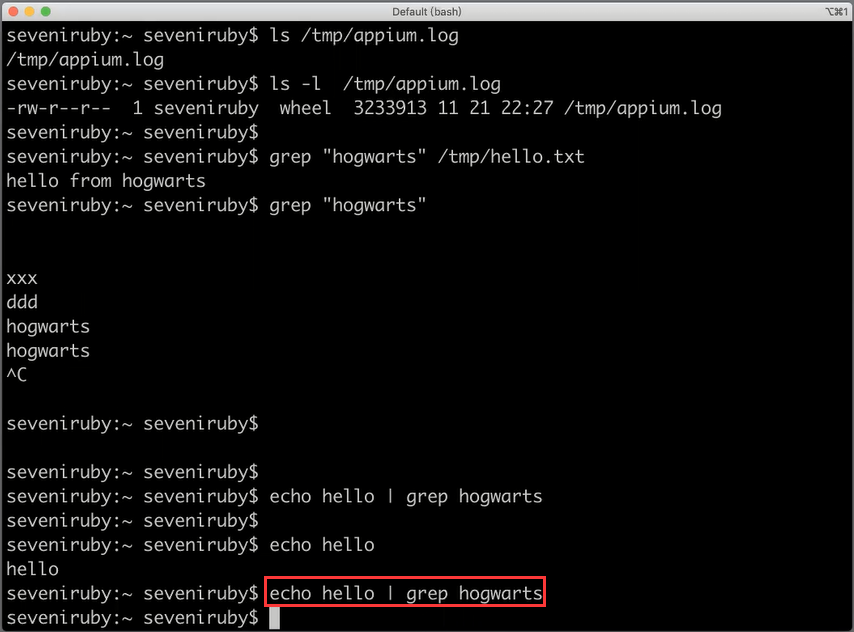 Default (bash)
⌥⌘1
seveniruby:~ seveniruby$ ls /tmp/appium.log
/tmp/appium.log
seveniruby:~ seveniruby$ ls -l  /tmp/appium.log
-rw-r--r--  1 seveniruby  wheel  3233913 11 21 22:27 /tmp/appium.log
seveniruby:~ seveniruby$
seveniruby:~ seveniruby$ grep "hogwarts" /tmp/hello.txt
hello from hogwarts
seveniruby:~ seveniruby$ grep "hogwarts"
xxx
ddd
hogwarts
hogwarts
^C
seveniruby:~ seveniruby$
seveniruby:~ seveniruby$
seveniruby:~ seveniruby$ echo hello | grep hogwarts
seveniruby:~ seveniruby$
seveniruby:~ seveniruby$ echo hello
hello
seveniruby:~ seveniruby$ echo hello | grep hogwarts
seveniruby:~ seveniruby$